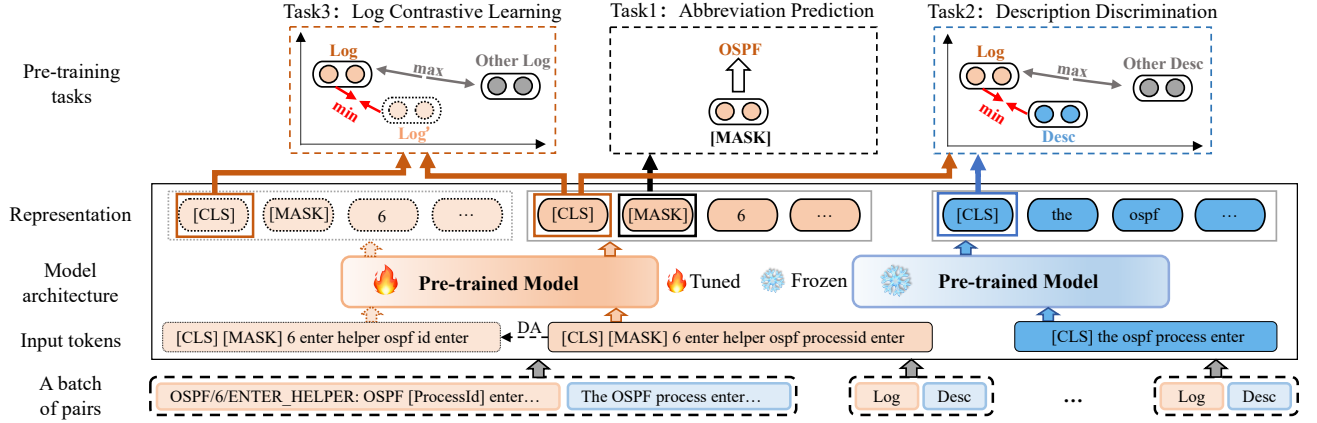 Task3: Log Contrastive Learning
Task1: Abbreviation Prediction
Task2: Description Discrimination
Pre-training tasks
Log
max
Other Log
min
Log'
OSPF
[MASK]
Log
max
Other Desc
min
Desc
Representation
[CLS] [MASK] 6 ...
[CLS] [MASK] 6 ...
[CLS] the ospf ...
Model architecture
Pre-trained Model
Tuned
Frozen
Pre-trained Model
Input tokens
[CLS] [MASK] 6 enter helper ospf id enter
DA
[CLS] [MASK] 6 enter helper ospf processid enter
[CLS] the ospf process enter
A batch of pairs
OSPF/6/ENTER_HELPER: OSPF [ProcessId] enter...
The OSPF process enter...
Log Desc
...
Log Desc